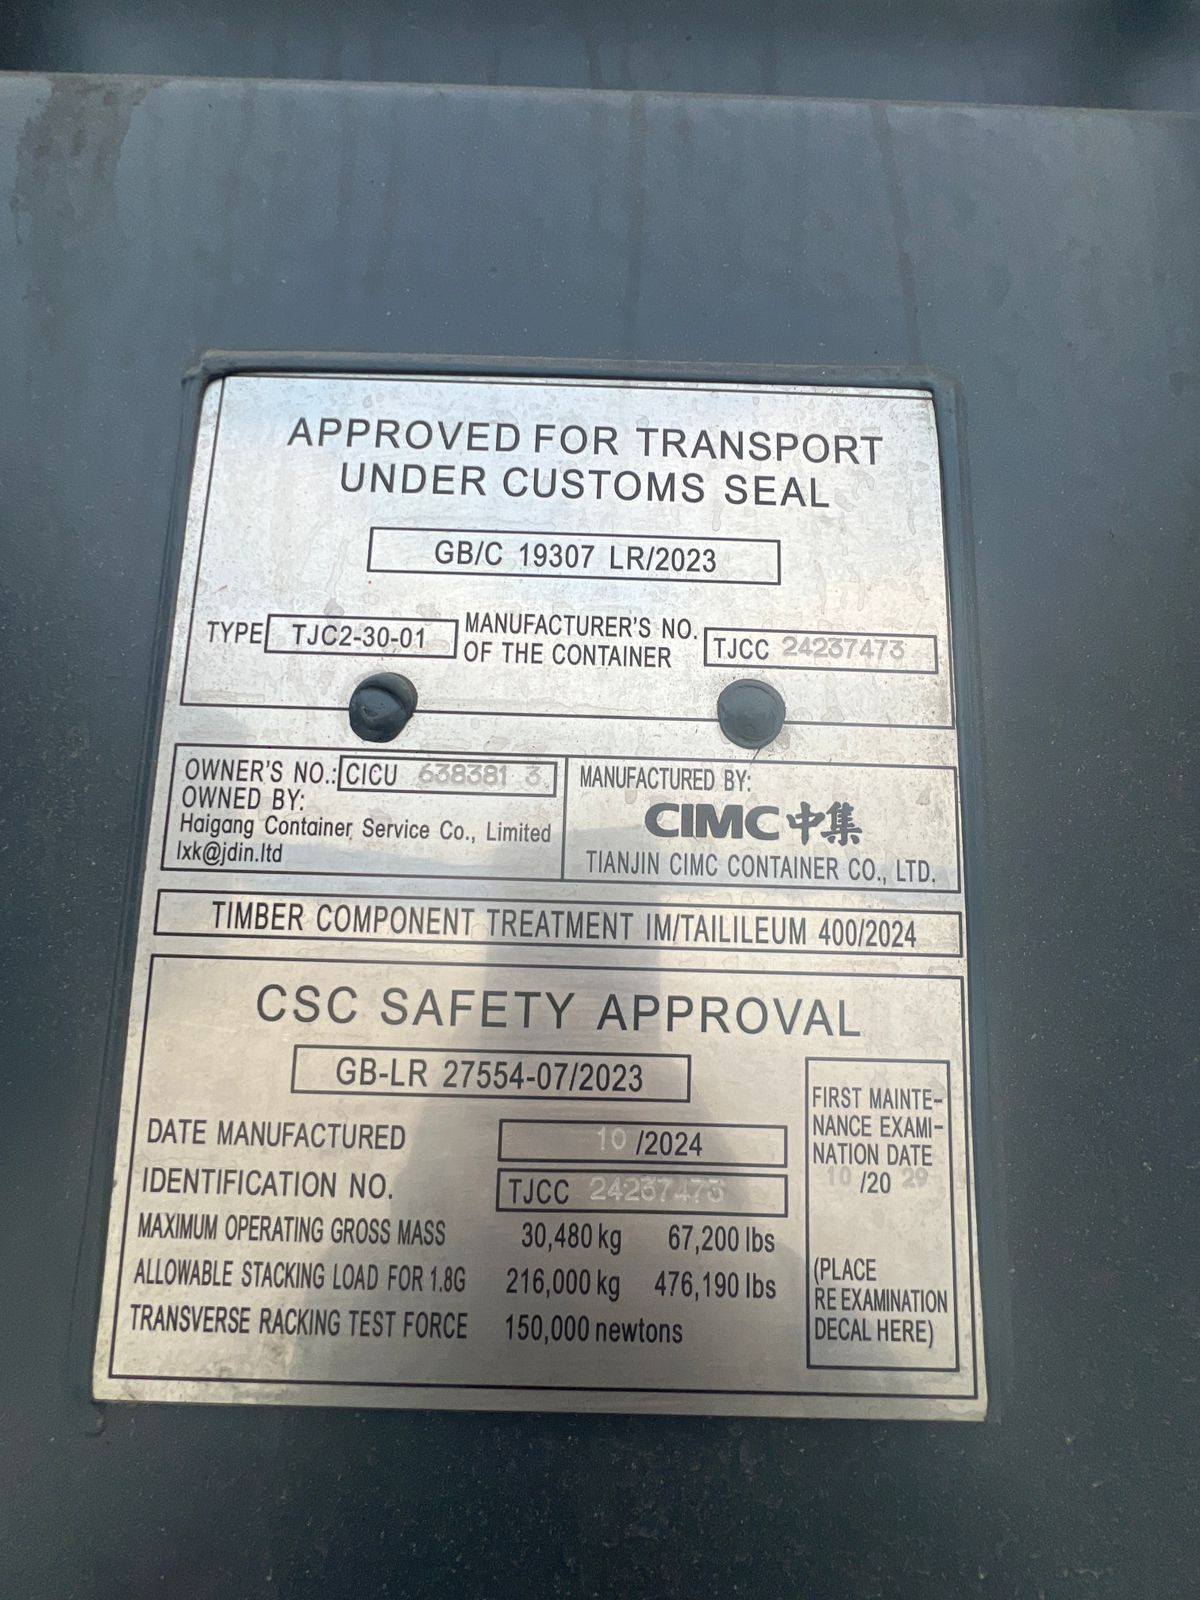 APPROVED FOR TRANSPORT
UNDER CUSTOMS SEAL
GB/C 19307 LR/2023
TYPE TJC2-30-01
MANUFACTURER'S NO.
OF THE CONTAINER
TJCC 24237473
OWNER'S NO.: CICU 638381 3
OWNED BY:
Haigang Container Service Co., Limited
lxk@jdin.ltd
MANUFACTURED BY:
CIMC 中集
TIANJIN CIMC CONTAINER CO., LTD.
TIMBER COMPONENT TREATMENT IM/TAILILEUM 400/2024
CSC SAFETY APPROVAL
GB-LR 27554-07/2023
DATE MANUFACTURED 10 /2024
IDENTIFICATION NO. TJCC 24237473
MAXIMUM OPERATING GROSS MASS 30,480 kg 67,200 lbs
ALLOWABLE STACKING LOAD FOR 1.8G 216,000 kg 476,190 lbs
TRANSVERSE RACKING TEST FORCE 150,000 newtons
FIRST MAINTE-
NANCE EXAMI-
NATION DATE
10 /20 29
(PLACE
RE EXAMINATION
DECAL HERE)